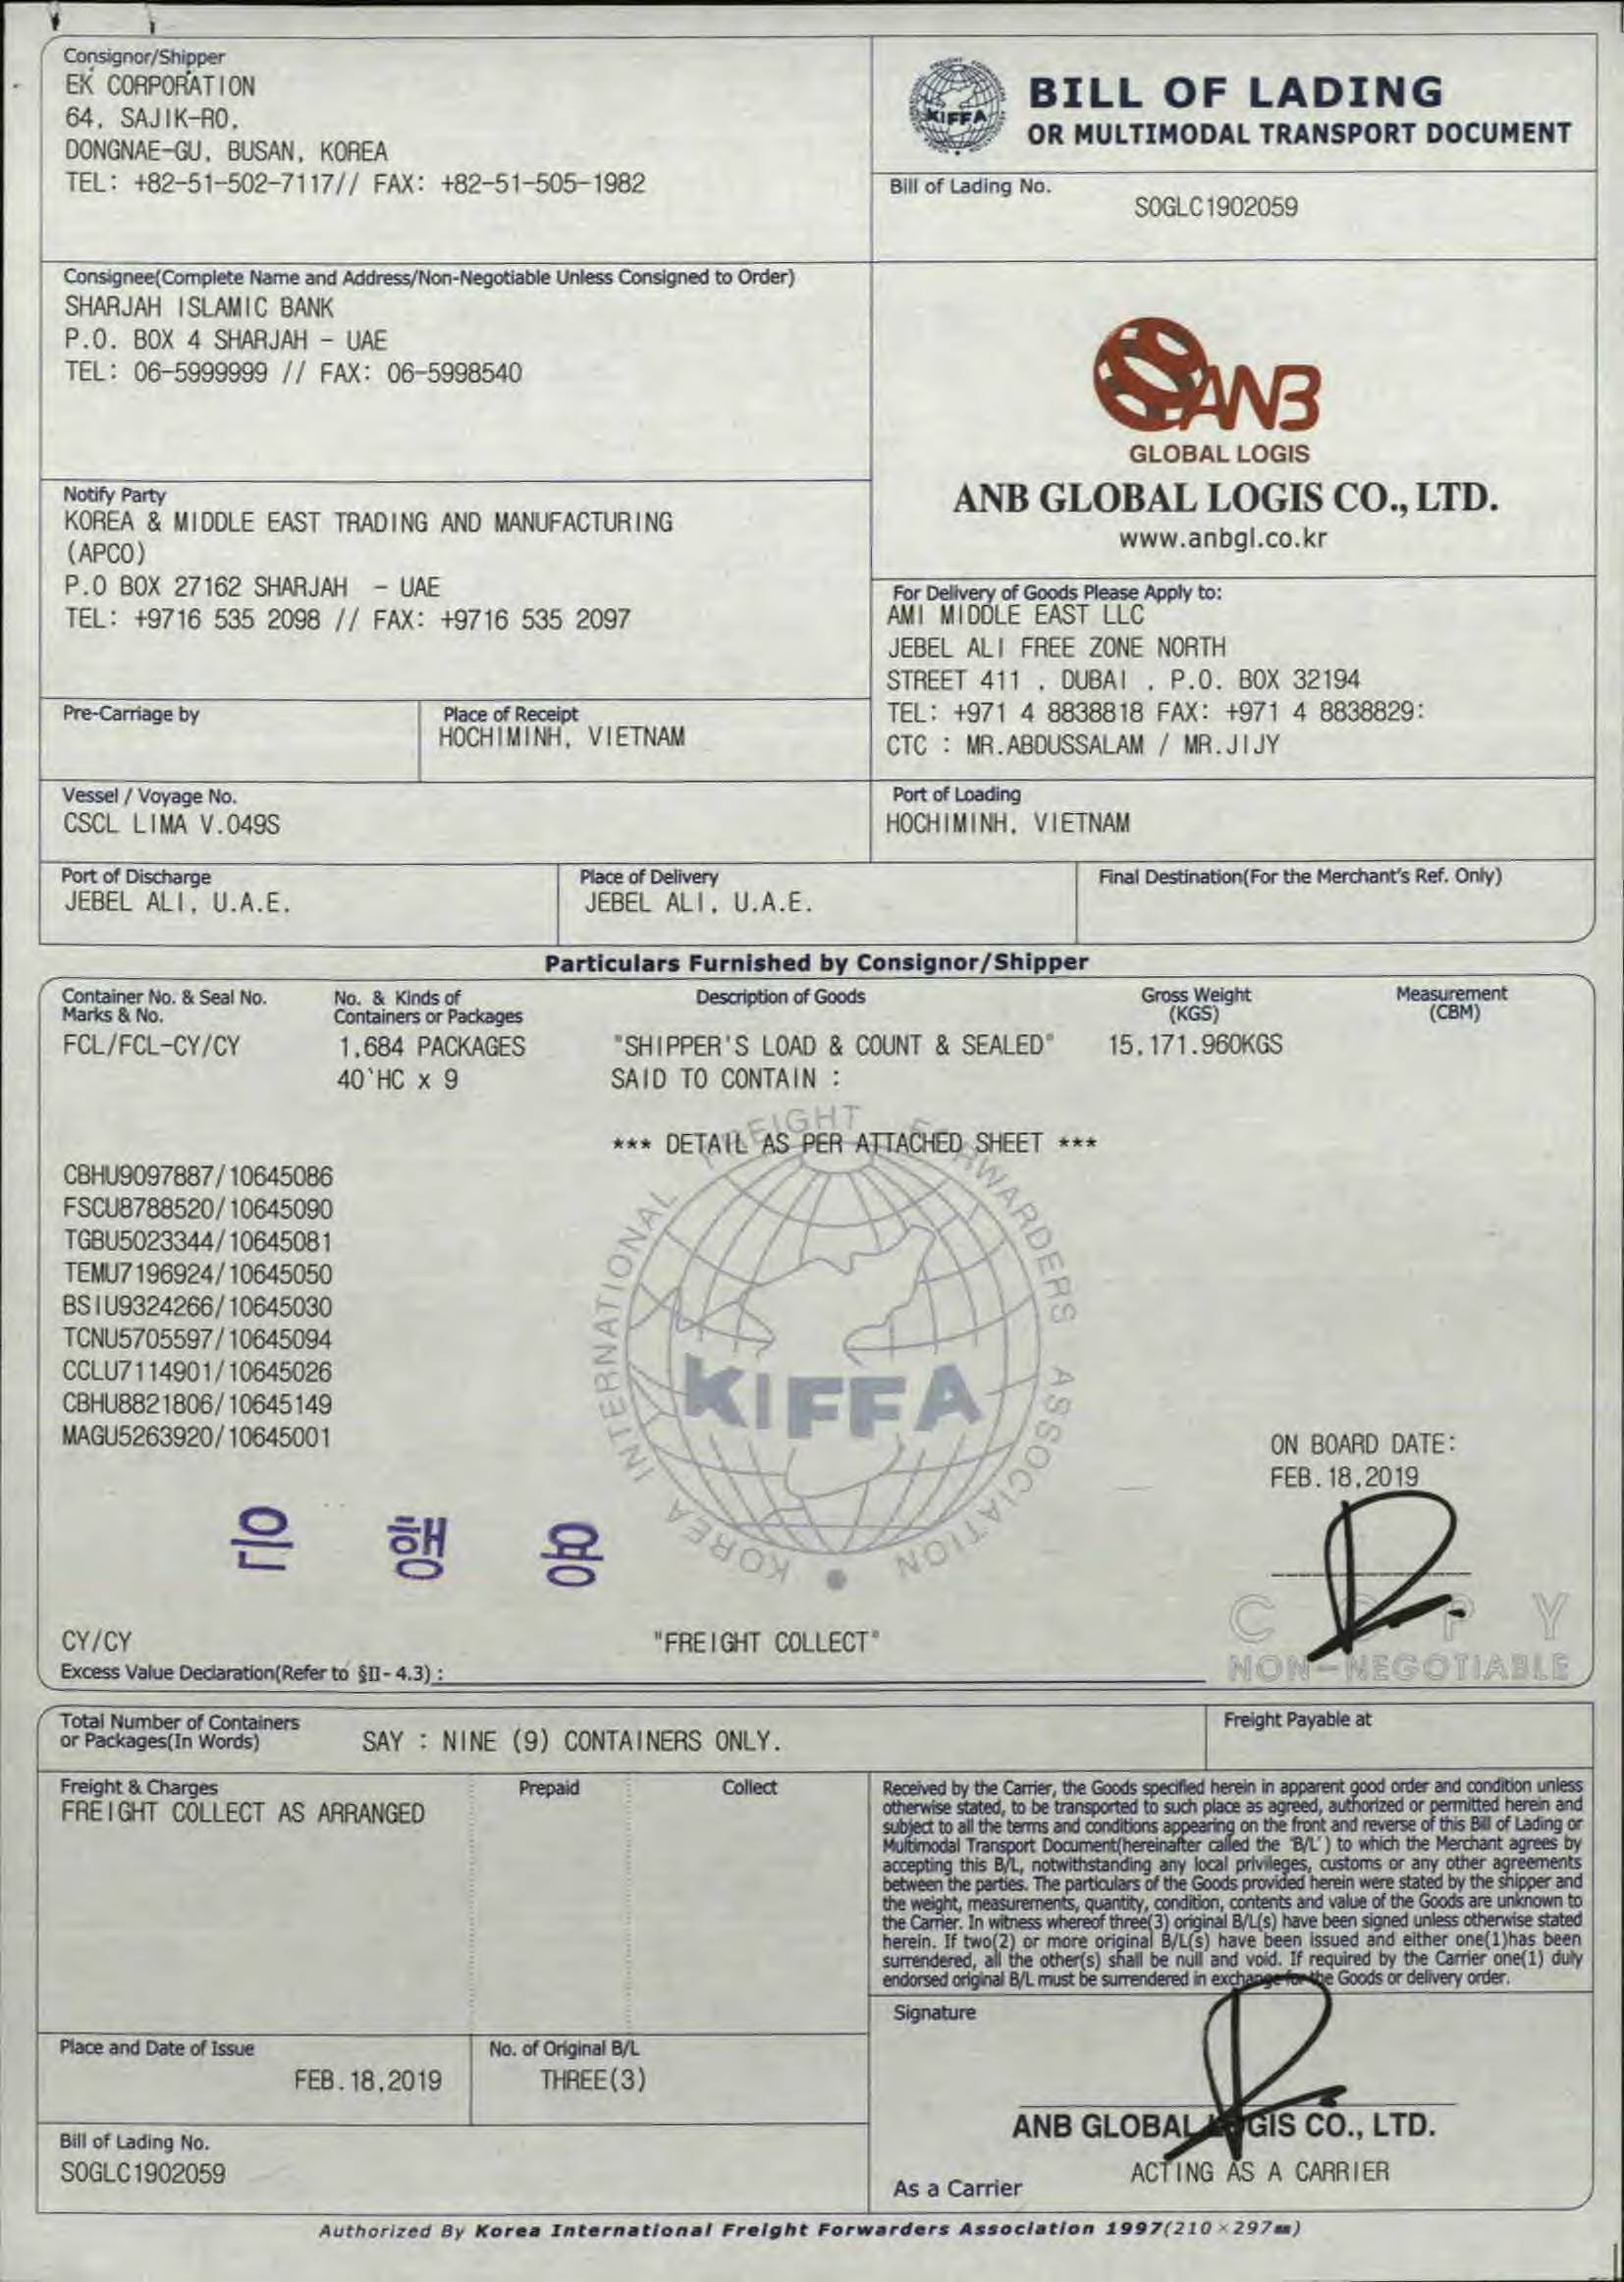 Consignor/Shipper
EK CORPORATION
64, SAJIK-RO,
DONGNAE-GU, BUSAN, KOREA
TEL: +82-51-502-7117// FAX: +82-51-505-1982
KIFFA
BILL OF LADING
OR MULTIMODAL TRANSPORT DOCUMENT
Bill of Lading No.
SOGLC1902059
Consignee(Complete Name and Address/Non-Negotiable Unless Consigned to Order)
SHARJAH ISLAMIC BANK
P.O. BOX 4 SHARJAH - UAE
TEL: 06-5999999 // FAX: 06-5998540
ANB
GLOBAL LOGIS
ANB GLOBAL LOGIS CO., LTD.
www.anbgl.co.kr
Notify Party
KOREA & MIDDLE EAST TRADING AND MANUFACTURING
(APCO)
P.O BOX 27162 SHARJAH - UAE
TEL: +9716 535 2098 // FAX: +9716 535 2097
For Delivery of Goods Please Apply to:
AMI MIDDLE EAST LLC
JEBEL ALI FREE ZONE NORTH
STREET 411 , DUBAI , P.O. BOX 32194
TEL: +971 4 8838818 FAX: +971 4 8838829:
CTC : MR.ABDUSSALAM / MR.JIJY
Pre-Carriage by
Place of Receipt
HOCHIMINH, VIETNAM
Vessel / Voyage No.
CSCL LIMA V.049S
Port of Loading
HOCHIMINH, VIETNAM
Port of Discharge
JEBEL ALI, U.A.E.
Place of Delivery
JEBEL ALI, U.A.E.
Final Destination(For the Merchant's Ref. Only)
Particulars Furnished by Consignor/Shipper
Container No. & Seal No.
Marks & No.
No. & Kinds of
Containers or Packages
Description of Goods
Gross Weight
(KGS)
Measurement
(CBM)
FCL/FCL-CY/CY
1,684 PACKAGES
40'HC x 9
"SHIPPER'S LOAD & COUNT & SEALED"
SAID TO CONTAIN :
15,171.960KGS
*** DETAIL AS PER ATTACHED SHEET ***
CBHU9097887/10645086
FSCU8788520/10645090
TGBU5023344/10645081
TEMU7196924/10645050
BSIU9324266/10645030
TCNU5705597/10645094
CCLU7114901/10645026
CBHU8821806/10645149
MAGU5263920/10645001
KOREA INTERNATIONAL FREIGHT FORWARDERS ASSOCIATION
KIFFA
ON BOARD DATE:
FEB.18,2019
은 행 용
COPY
NON-NEGOTIABLE
CY/CY
"FREIGHT COLLECT"
Excess Value Declaration(Refer to §II- 4.3) :
Total Number of Containers
or Packages(In Words)
SAY : NINE (9) CONTAINERS ONLY.
Freight Payable at
Freight & Charges
Prepaid
Collect
FREIGHT COLLECT AS ARRANGED
Received by the Carrier, the Goods specified herein in apparent good order and condition unless
otherwise stated, to be transported to such place as agreed, authorized or permitted herein and
subject to all the terms and conditions appearing on the front and reverse of this Bill of Lading or
Multimodal Transport Document(hereinafter called the 'B/L') to which the Merchant agrees by
accepting this B/L, notwithstanding any local privileges, customs or any other agreements
between the parties. The particulars of the Goods provided herein were stated by the shipper and
the weight, measurements, quantity, condition, contents and value of the Goods are unknown to
the Carrier. In witness whereof three(3) original B/L(s) have been signed unless otherwise stated
herein. If two(2) or more original B/L(s) have been issued and either one(1)has been
surrendered, all the other(s) shall be null and void. If required by the Carrier one(1) duly
endorsed original B/L must be surrendered in exchange for the Goods or delivery order.
Signature
Place and Date of Issue
FEB.18,2019
No. of Original B/L
THREE(3)
ANB GLOBAL LOGIS CO., LTD.
Bill of Lading No.
SOGLC1902059
ACTING AS A CARRIER
As a Carrier
Authorized By Korea International Freight Forwarders Association 1997(210×297㎜)